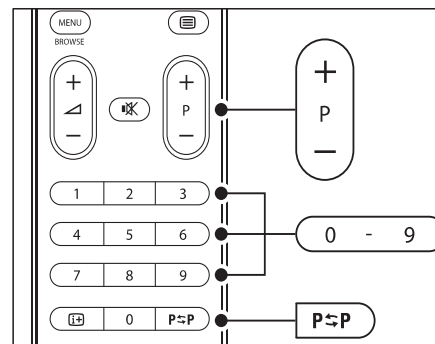 MENU
BROWSE
+ + +
P P
− − −
1 2 3
4 5 6
0 - 9
7 8 9
i+ 0 P⇆P P⇆P